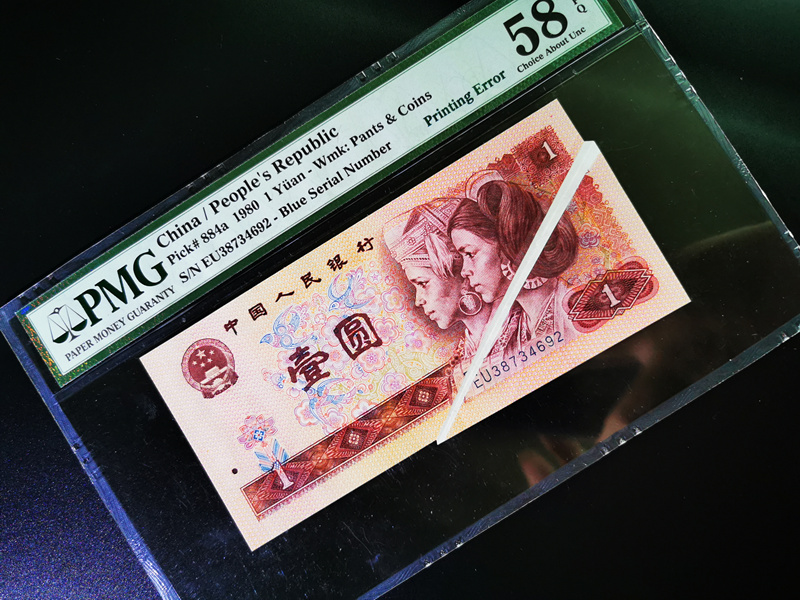 PMG
PAPER MONEY GUARANTY
China / People's Republic
Pick# 884a 1980 1 Yüan - Wmk: Pants & Coins
S/N EU38734692 - Blue Serial Number
Printing Error
58
Choice About Unc
中国人民银行
壹圆
1
1
1
EU38734692